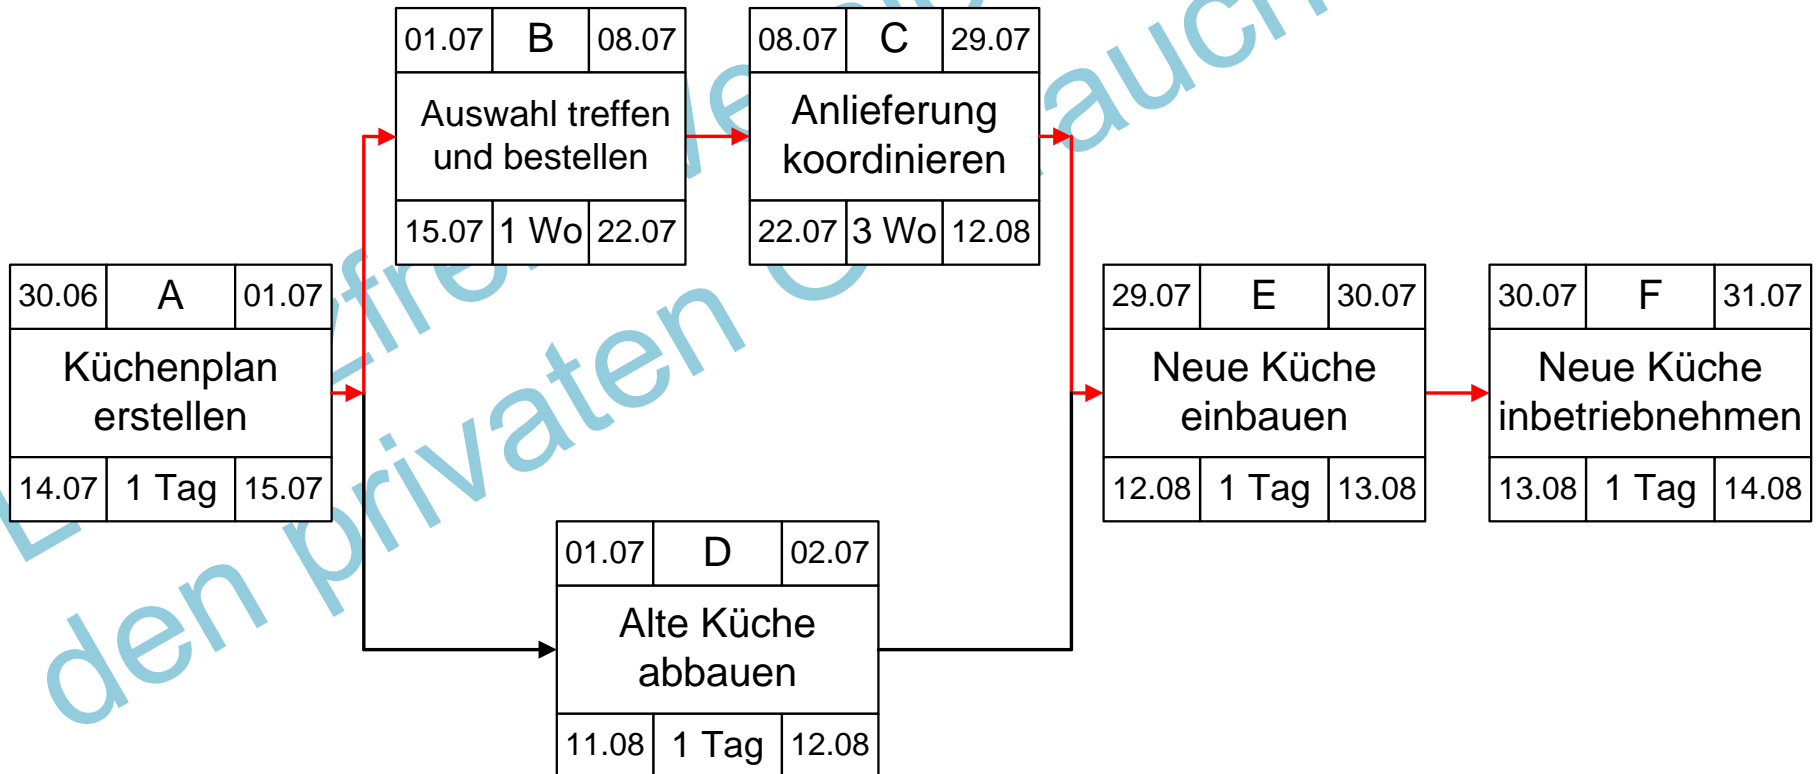 01.07 B 08.07
Auswahl treffen
und bestellen
15.07 1 Wo 22.07
08.07 C 29.07
Anlieferung
koordinieren
22.07 3 Wo 12.08
30.06 A 01.07
Küchenplan
erstellen
14.07 1 Tag 15.07
29.07 E 30.07
Neue Küche
einbauen
12.08 1 Tag 13.08
30.07 F 31.07
Neue Küche
inbetriebnehmen
13.08 1 Tag 14.08
01.07 D 02.07
Alte Küche
abbauen
11.08 1 Tag 12.08
den privaten